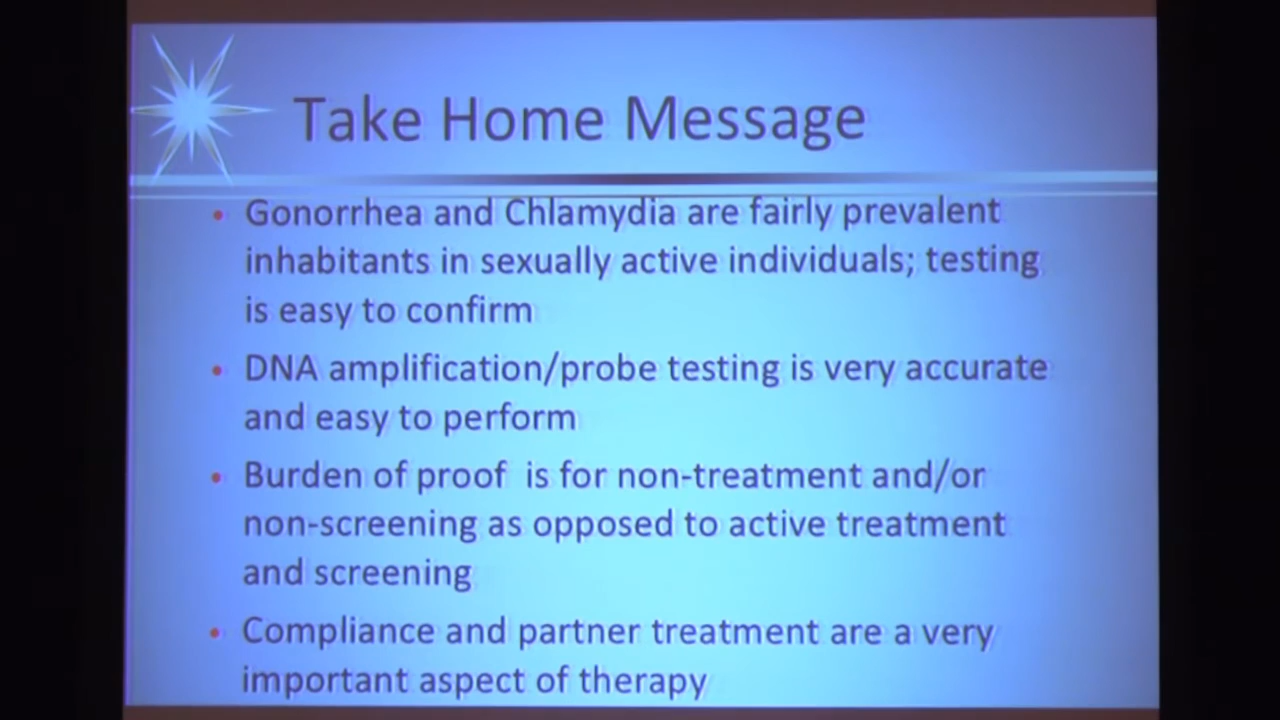 Take Home Message
• Gonorrhea and Chlamydia are fairly prevalent
inhabitants in sexually active individuals; testing
is easy to confirm
• DNA amplification/probe testing is very accurate
and easy to perform
• Burden of proof is for non-treatment and/or
non-screening as opposed to active treatment
and screening
• Compliance and partner treatment are a very
important aspect of therapy